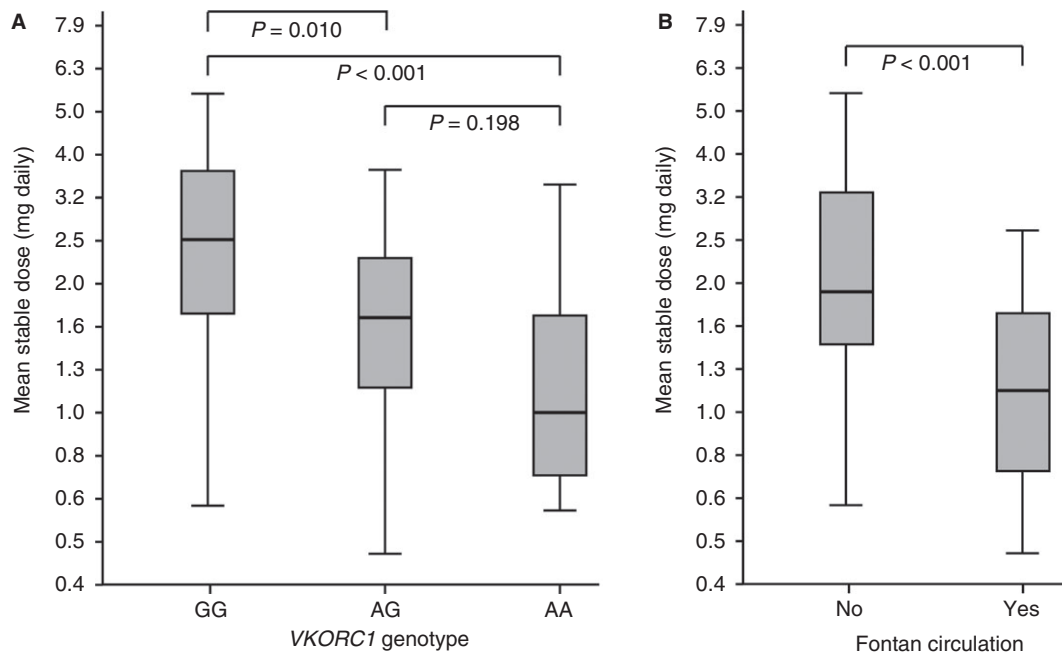 A
Mean stable dose (mg daily)
7.9
6.3
5.0
4.0
3.2
2.5
2.0
1.6
1.3
1.0
0.8
0.6
0.5
0.4
P = 0.010
P < 0.001
P = 0.198
GG AG AA
VKORC1 genotype
B
Mean stable dose (mg daily)
7.9
6.3
5.0
4.0
3.2
2.5
2.0
1.6
1.3
1.0
0.8
0.6
0.5
0.4
P < 0.001
No Yes
Fontan circulation